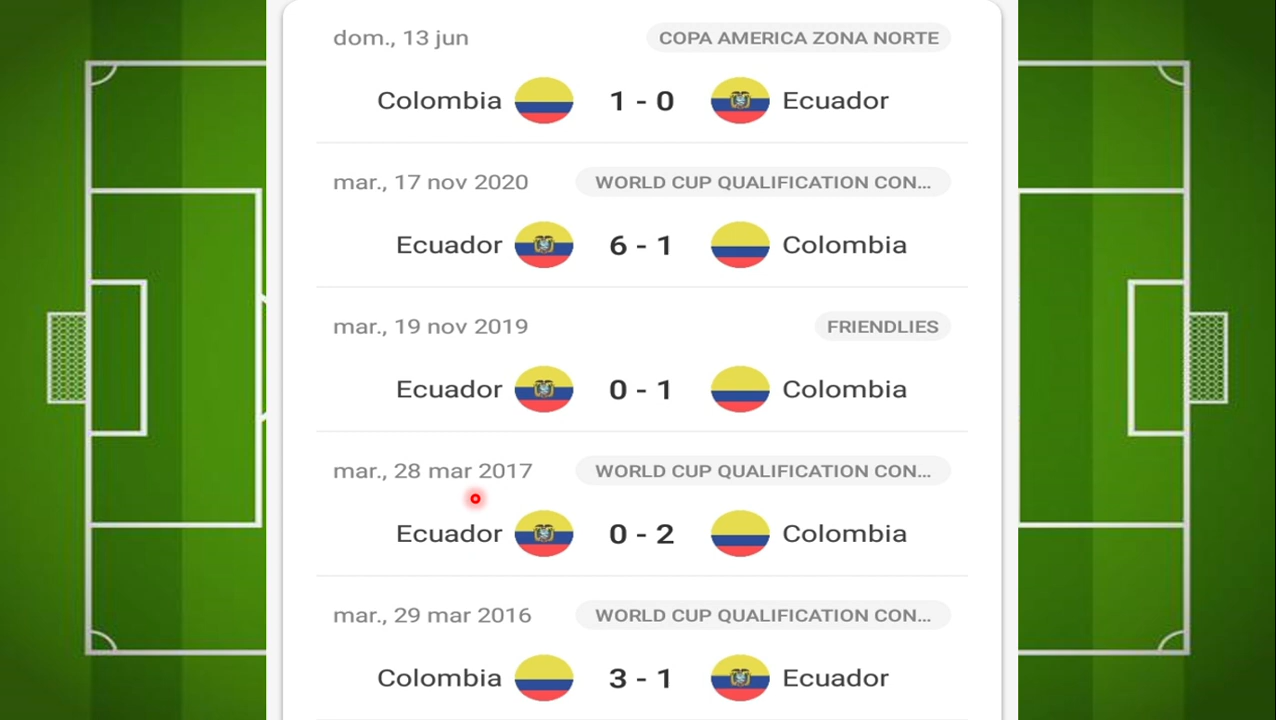 dom., 13 jun COPA AMERICA ZONA NORTE
Colombia 1 - 0 Ecuador
mar., 17 nov 2020 WORLD CUP QUALIFICATION CON...
Ecuador 6 - 1 Colombia
mar., 19 nov 2019 FRIENDLIES
Ecuador 0 - 1 Colombia
mar., 28 mar 2017 WORLD CUP QUALIFICATION CON...
Ecuador 0 - 2 Colombia
mar., 29 mar 2016 WORLD CUP QUALIFICATION CON...
Colombia 3 - 1 Ecuador